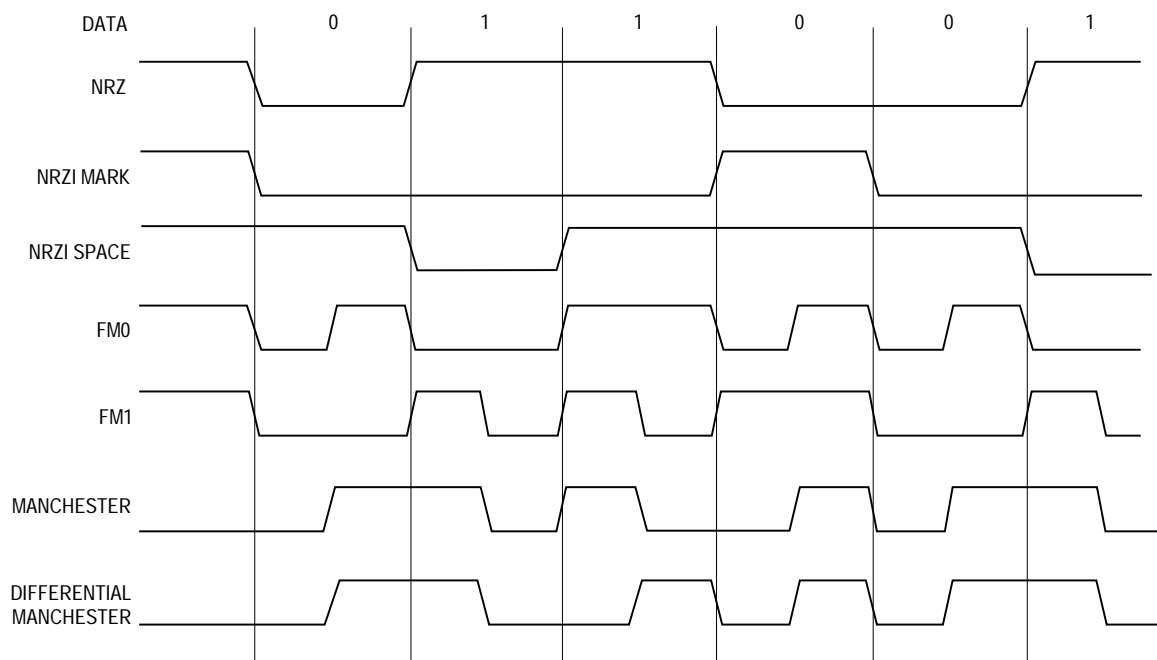 DATA 0 1 1 0 0 1
NRZ
NRZI MARK
NRZI SPACE
FM0
FM1
MANCHESTER
DIFFERENTIAL
MANCHESTER